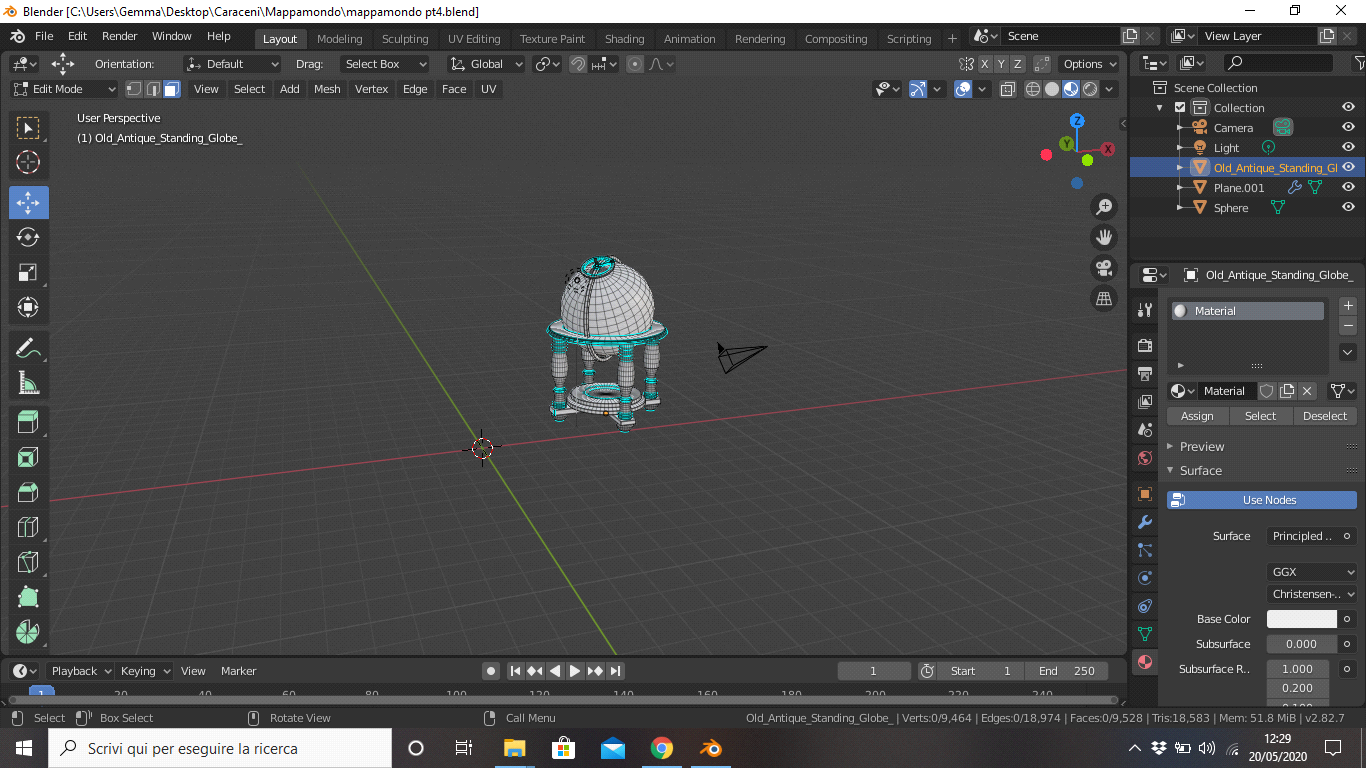 Blender [C:\Users\Gemma\Desktop\Caraceni\Mappamondo\mappamondo pt4.blend]
File Edit Render Window Help Layout Modeling Sculpting UV Editing Texture Paint Shading Animation Rendering Compositing Scripting + Scene View Layer
Orientation: Default Drag: Select Box Global X Y Z Options
Edit Mode View Select Add Mesh Vertex Edge Face UV
User Perspective
(1) Old_Antique_Standing_Globe_
Z
Y
X
Scene Collection
Collection
Camera
Light
Old_Antique_Standing_Gl
Plane.001
Sphere
Old_Antique_Standing_Globe_
Material
Material
Assign Select Deselect
Preview
Surface
Use Nodes
Surface Principled ..
GGX
Christensen-..
Base Color
Subsurface 0.000
Subsurface R.. 1.000
0.200
Playback Keying View Marker 1 Start 1 End 250
1 20 40 60 80 100 120 140 160 180 200 220 240
Select Box Select Rotate View Call Menu Old_Antique_Standing_Globe_ | Verts:0/9,464 | Edges:0/18,974 | Faces:0/9,528 | Tris:18,583 | Mem: 51.8 MiB | v2.82.7
Scrivi qui per eseguire la ricerca
12:29
20/05/2020